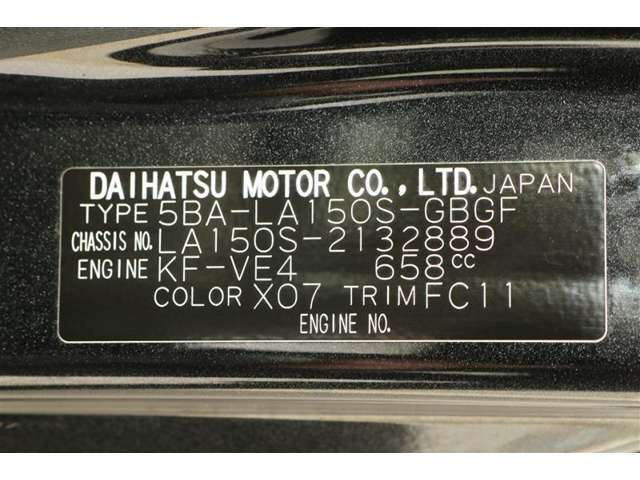 DAIHATSU MOTOR CO., LTD. JAPAN
TYPE 5BA-LA150S-GBGF
CHASSIS NO. LA150S-2132889
ENGINE KF-VE4 658cc
COLOR X07 TRIM FC11
ENGINE NO.